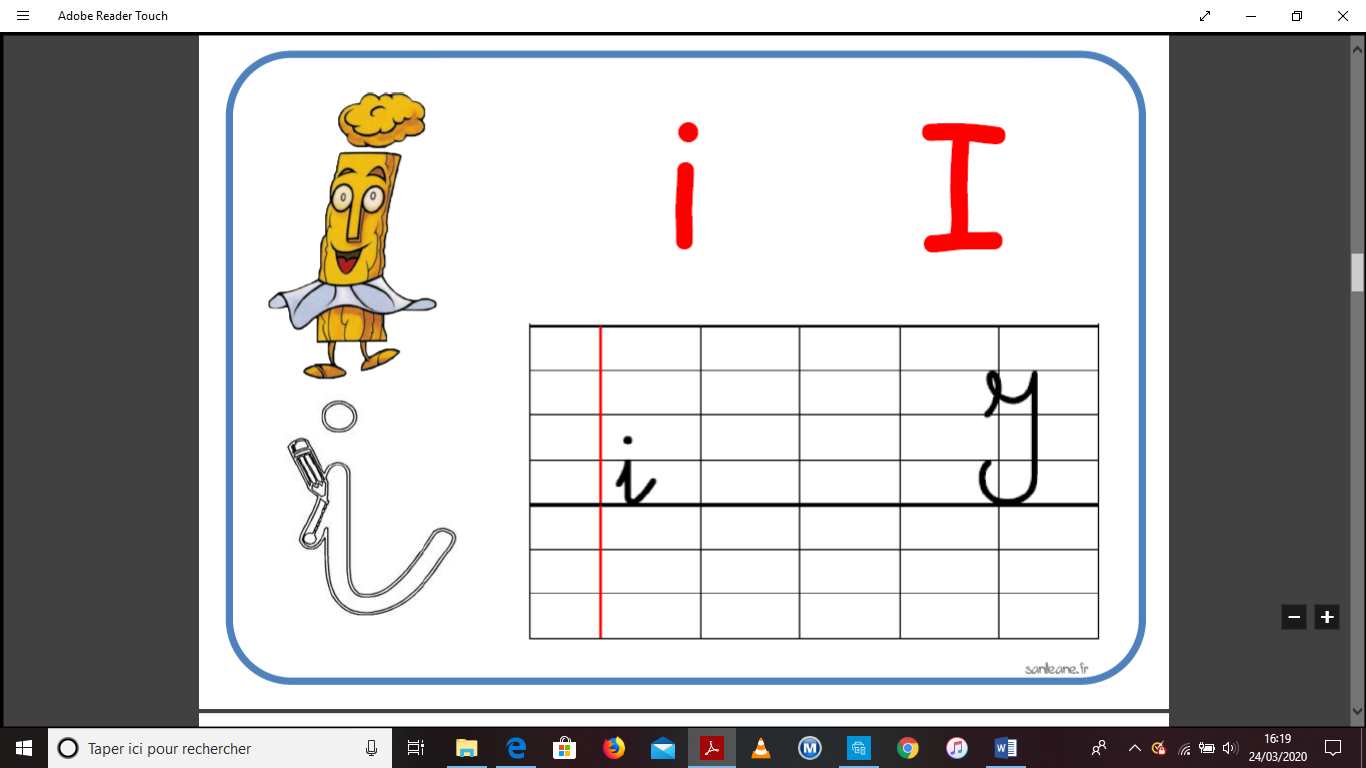 Adobe Reader Touch
i I
i I
i
sanleane.fr
Taper ici pour rechercher
16:19
24/03/2020